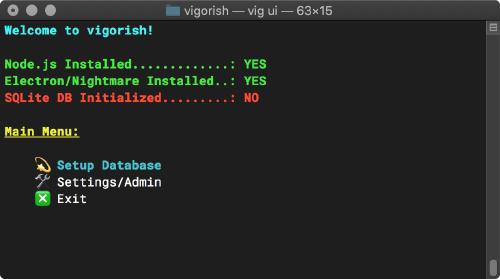 vigorish — vig ui — 63×15
Welcome to vigorish!
Node.js Installed.............: YES
Electron/Nightmare Installed..: YES
SQLite DB Initialized.........: NO
Main Menu:
Setup Database
Settings/Admin
Exit